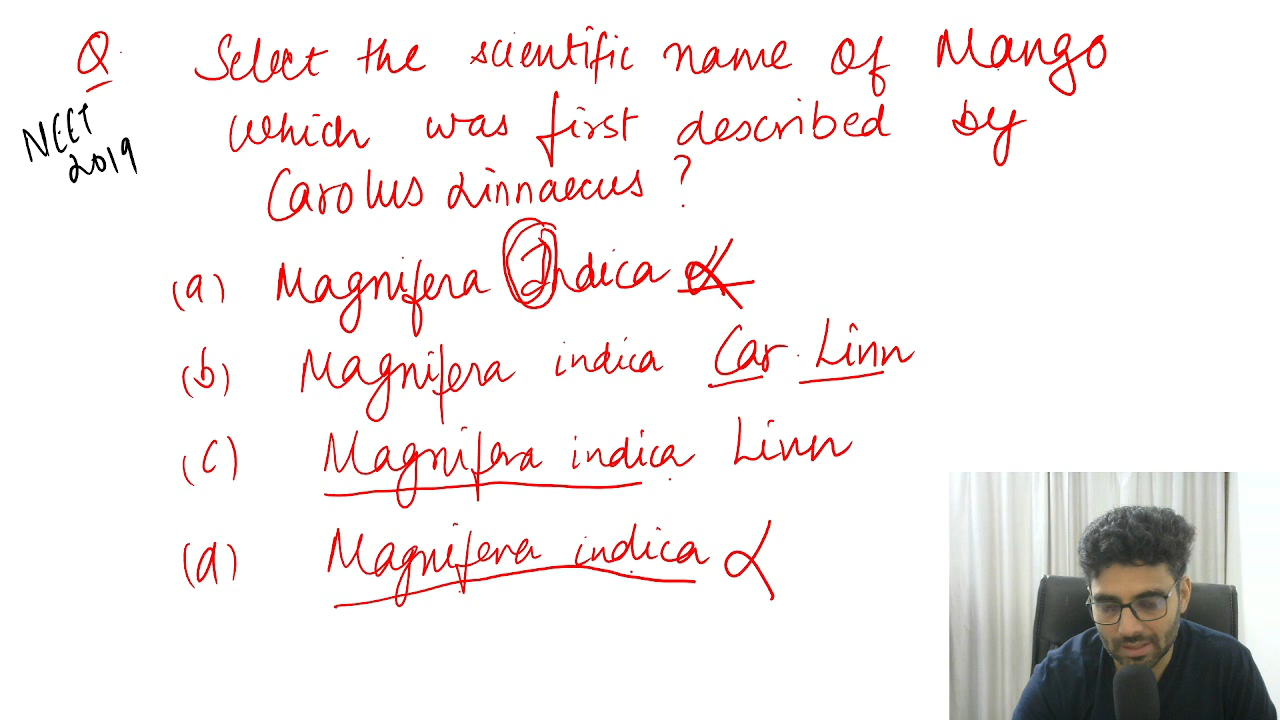 Q Select the scientific name of Mango
NEET which was first described by
2019
Carolus Linnaecus ?
(a) Magnifera Indica
(b) Magnifera indica Car. Linn
(c) Magnifera indica Linn
(d) Magnifera indica